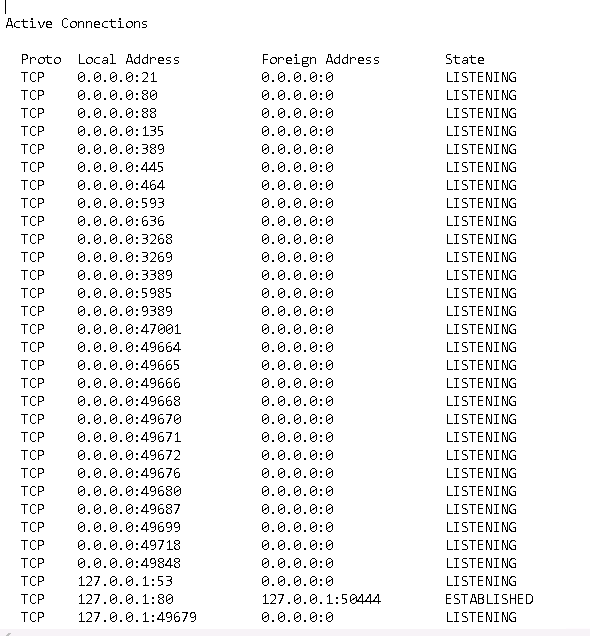 Active Connections
Proto Local Address Foreign Address State
TCP 0.0.0.0:21 0.0.0.0:0 LISTENING
TCP 0.0.0.0:80 0.0.0.0:0 LISTENING
TCP 0.0.0.0:88 0.0.0.0:0 LISTENING
TCP 0.0.0.0:135 0.0.0.0:0 LISTENING
TCP 0.0.0.0:389 0.0.0.0:0 LISTENING
TCP 0.0.0.0:445 0.0.0.0:0 LISTENING
TCP 0.0.0.0:464 0.0.0.0:0 LISTENING
TCP 0.0.0.0:593 0.0.0.0:0 LISTENING
TCP 0.0.0.0:636 0.0.0.0:0 LISTENING
TCP 0.0.0.0:3268 0.0.0.0:0 LISTENING
TCP 0.0.0.0:3269 0.0.0.0:0 LISTENING
TCP 0.0.0.0:3389 0.0.0.0:0 LISTENING
TCP 0.0.0.0:5985 0.0.0.0:0 LISTENING
TCP 0.0.0.0:9389 0.0.0.0:0 LISTENING
TCP 0.0.0.0:47001 0.0.0.0:0 LISTENING
TCP 0.0.0.0:49664 0.0.0.0:0 LISTENING
TCP 0.0.0.0:49665 0.0.0.0:0 LISTENING
TCP 0.0.0.0:49666 0.0.0.0:0 LISTENING
TCP 0.0.0.0:49668 0.0.0.0:0 LISTENING
TCP 0.0.0.0:49670 0.0.0.0:0 LISTENING
TCP 0.0.0.0:49671 0.0.0.0:0 LISTENING
TCP 0.0.0.0:49672 0.0.0.0:0 LISTENING
TCP 0.0.0.0:49676 0.0.0.0:0 LISTENING
TCP 0.0.0.0:49680 0.0.0.0:0 LISTENING
TCP 0.0.0.0:49687 0.0.0.0:0 LISTENING
TCP 0.0.0.0:49699 0.0.0.0:0 LISTENING
TCP 0.0.0.0:49718 0.0.0.0:0 LISTENING
TCP 0.0.0.0:49848 0.0.0.0:0 LISTENING
TCP 127.0.0.1:53 0.0.0.0:0 LISTENING
TCP 127.0.0.1:80 127.0.0.1:50444 ESTABLISHED
TCP 127.0.0.1:49679 0.0.0.0:0 LISTENING